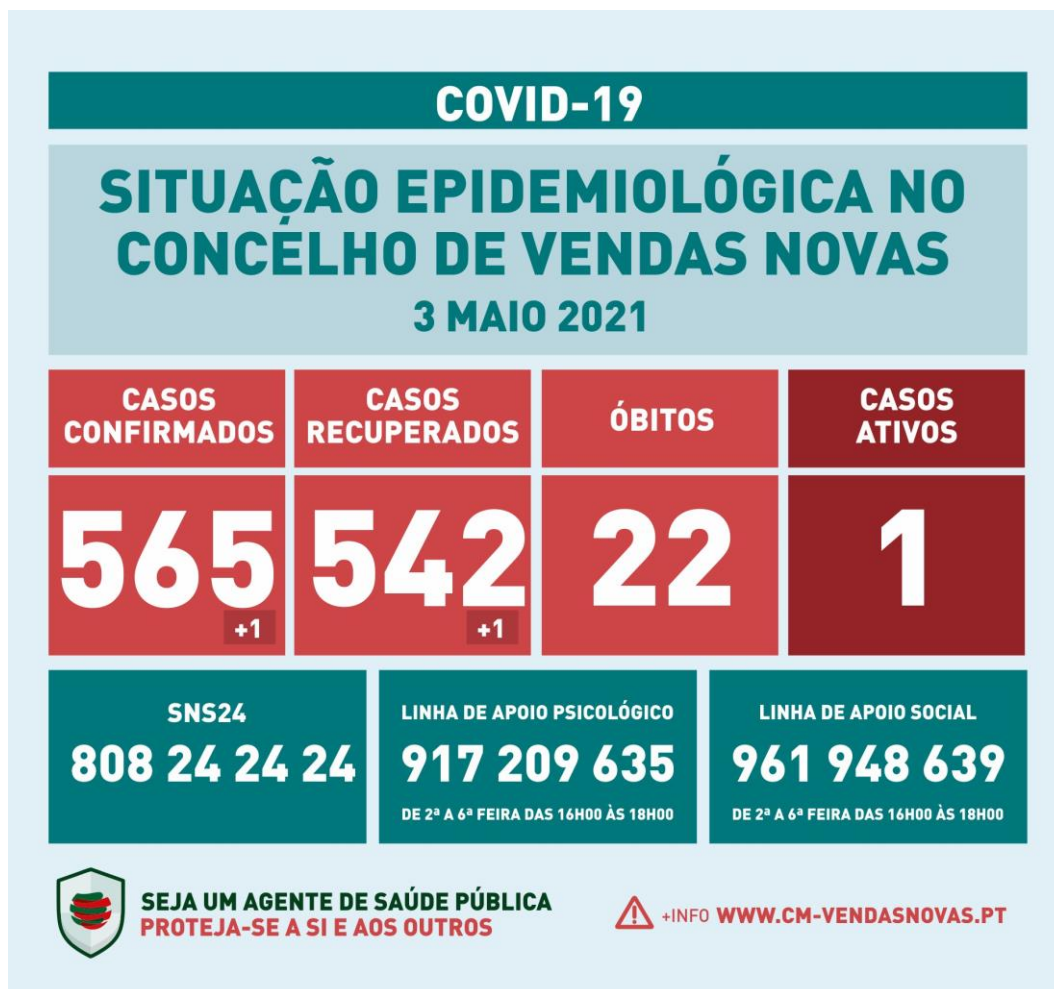 COVID-19
SITUAÇÃO EPIDEMIOLÓGICA NO
CONCELHO DE VENDAS NOVAS
3 MAIO 2021
CASOS
CONFIRMADOS
565
+1
CASOS
RECUPERADOS
542
+1
ÓBITOS
22
CASOS
ATIVOS
1
SNS24
808 24 24 24
LINHA DE APOIO PSICOLÓGICO
917 209 635
DE 2ª A 6ª FEIRA DAS 16H00 ÀS 18H00
LINHA DE APOIO SOCIAL
961 948 639
DE 2ª A 6ª FEIRA DAS 16H00 ÀS 18H00
SEJA UM AGENTE DE SAÚDE PÚBLICA
PROTEJA-SE A SI E AOS OUTROS
+INFO WWW.CM-VENDASNOVAS.PT